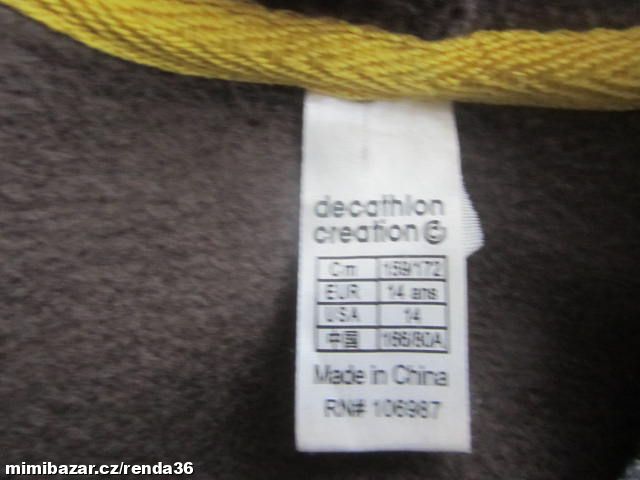 decathlon
creation
Cm 159/172
EUR 14 ans
USA 14
中国 166/80A
Made in China
RN# 106987
mimibazar.cz/renda36